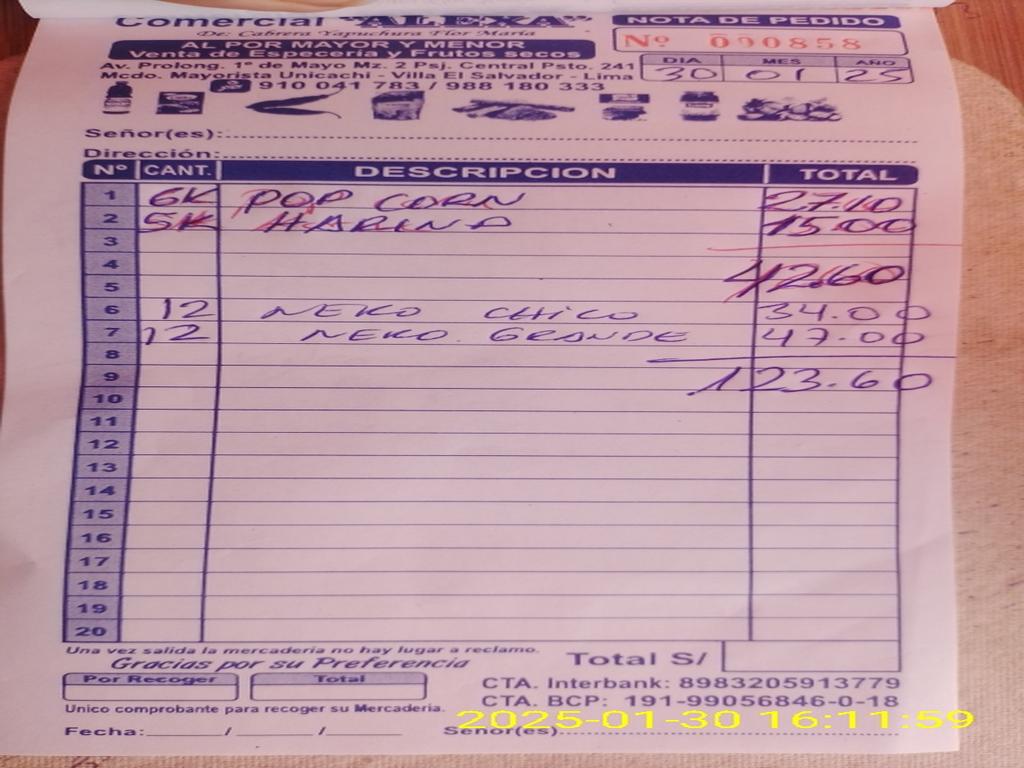 Comercial "ALEXA"
De: Cabrera Yapuchura Flor María
AL POR MAYOR Y MENOR
Venta de Especería y Frutos secos
Av. Prolong. 1º de Mayo Mz. 2 Psj. Central Psto. 241
Mcdo. Mayorista Unicachi - Villa El Salvador - Lima
910 041 783 / 988 180 333
NOTA DE PEDIDO
Nº 090858
DIA MES AÑO
30 01 25
Señor(es):
Dirección:
Nº CANT. DESCRIPCION TOTAL
1 6K POP CORN 27.10
2 5K HARINA 15.00
3
4 42.60
5
6 12 NEKO CHICO 34.00
7 12 NEKO GRANDE 47.00
8
9 123.60
10
11
12
13
14
15
16
17
18
19
20
Una vez salida la mercadería no hay lugar a reclamo.
Gracias por su Preferencia
Total S/
Por Recoger Total
CTA. Interbank: 8983205913779
CTA. BCP: 191-99056846-0-18
Unico comprobante para recoger su Mercadería.
2025-01-30 16:11:59
Fecha: / / Señor(es)